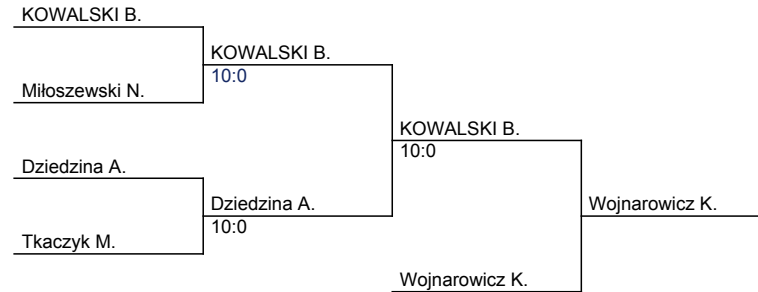 KOWALSKI B.
KOWALSKI B.
10:0
Miłoszewski N.
KOWALSKI B.
10:0
Dziedzina A.
Dziedzina A.
10:0
Wojnarowicz K.
Tkaczyk M.
Wojnarowicz K.